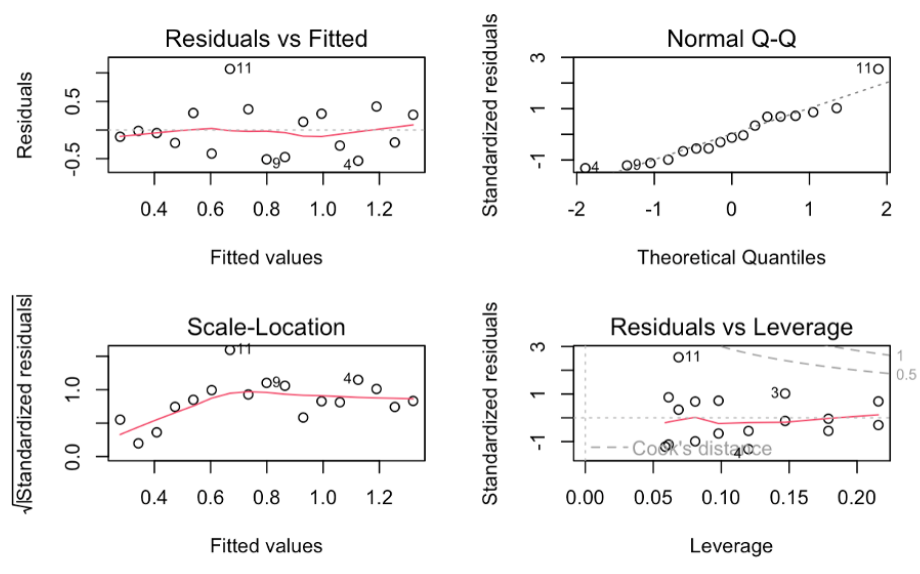 Residuals vs Fitted
Residuals
0.5
-0.5
11
9
4
0.4 0.6 0.8 1.0 1.2
Fitted values
Normal Q-Q
Standardized residuals
3
1
-1
11
4
9
-2 -1 0 1 2
Theoretical Quantiles
Scale-Location
√|Standardized residuals|
1.0
0.0
11
9
4
0.4 0.6 0.8 1.0 1.2
Fitted values
Residuals vs Leverage
Standardized residuals
3
1
-1
11
3
4
1
0.5
Cook's distance
0.00 0.05 0.10 0.15 0.20
Leverage